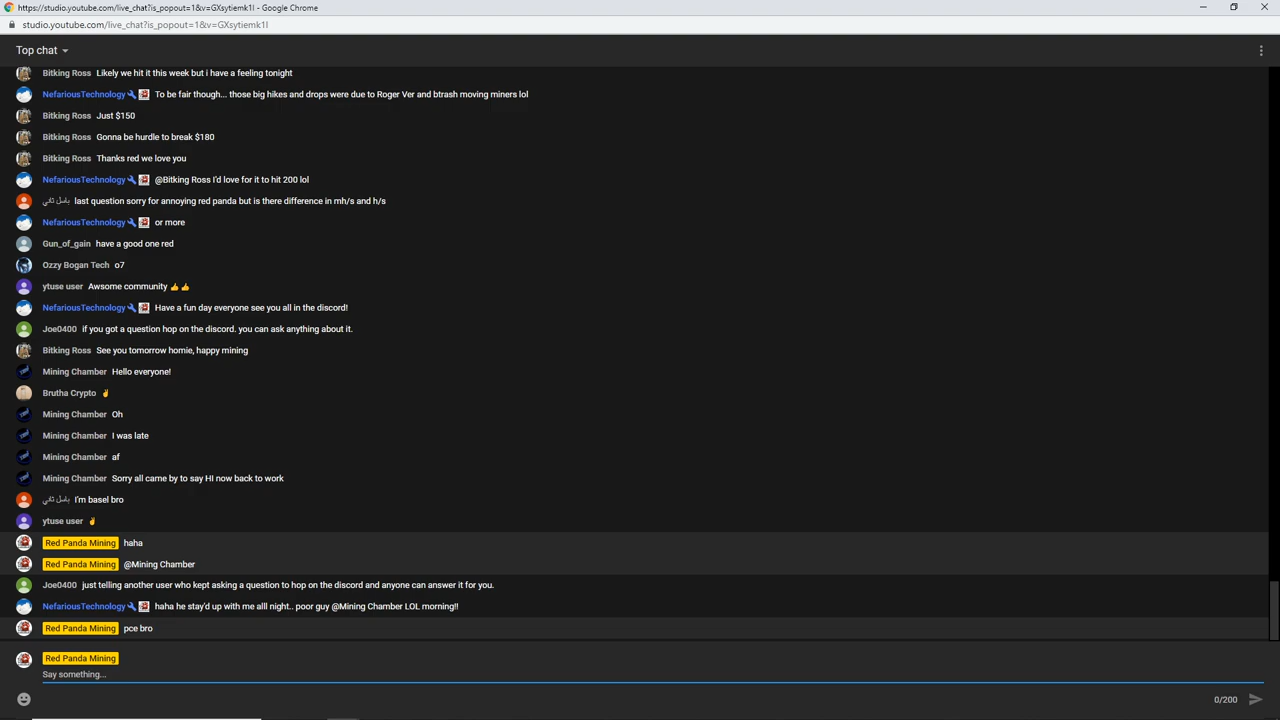 https://studio.youtube.com/live_chat?is_popout=1&v=GXsytiemk1I - Google Chrome
studio.youtube.com/live_chat?is_popout=1&v=GXsytiemk1I
Top chat
Bitking Ross Likely we hit it this week but i have a feeling tonight
NefariousTechnology To be fair though... those big hikes and drops were due to Roger Ver and btrash moving miners lol
Bitking Ross Just $150
Bitking Ross Gonna be hurdle to break $180
Bitking Ross Thanks red we love you
NefariousTechnology @Bitking Ross I'd love for it to hit 200 lol
باسل ثاني last question sorry for annoying red panda but is there difference in mh/s and h/s
NefariousTechnology or more
Gun_of_gain have a good one red
Ozzy Bogan Tech o7
ytuse user Awsome community 👍👍
NefariousTechnology Have a fun day everyone see you all in the discord!
Joe0400 if you got a question hop on the discord. you can ask anything about it.
Bitking Ross See you tomorrow homie, happy mining
Mining Chamber Hello everyone!
Brutha Crypto ✌
Mining Chamber Oh
Mining Chamber I was late
Mining Chamber af
Mining Chamber Sorry all came by to say HI now back to work
باسل ثاني I'm basel bro
ytuse user ✌
Red Panda Mining haha
Red Panda Mining @Mining Chamber
Joe0400 just telling another user who kept asking a question to hop on the discord and anyone can answer it for you.
NefariousTechnology haha he stay'd up with me alll night.. poor guy @Mining Chamber LOL morning!!
Red Panda Mining pce bro
Red Panda Mining
Say something...
0/200